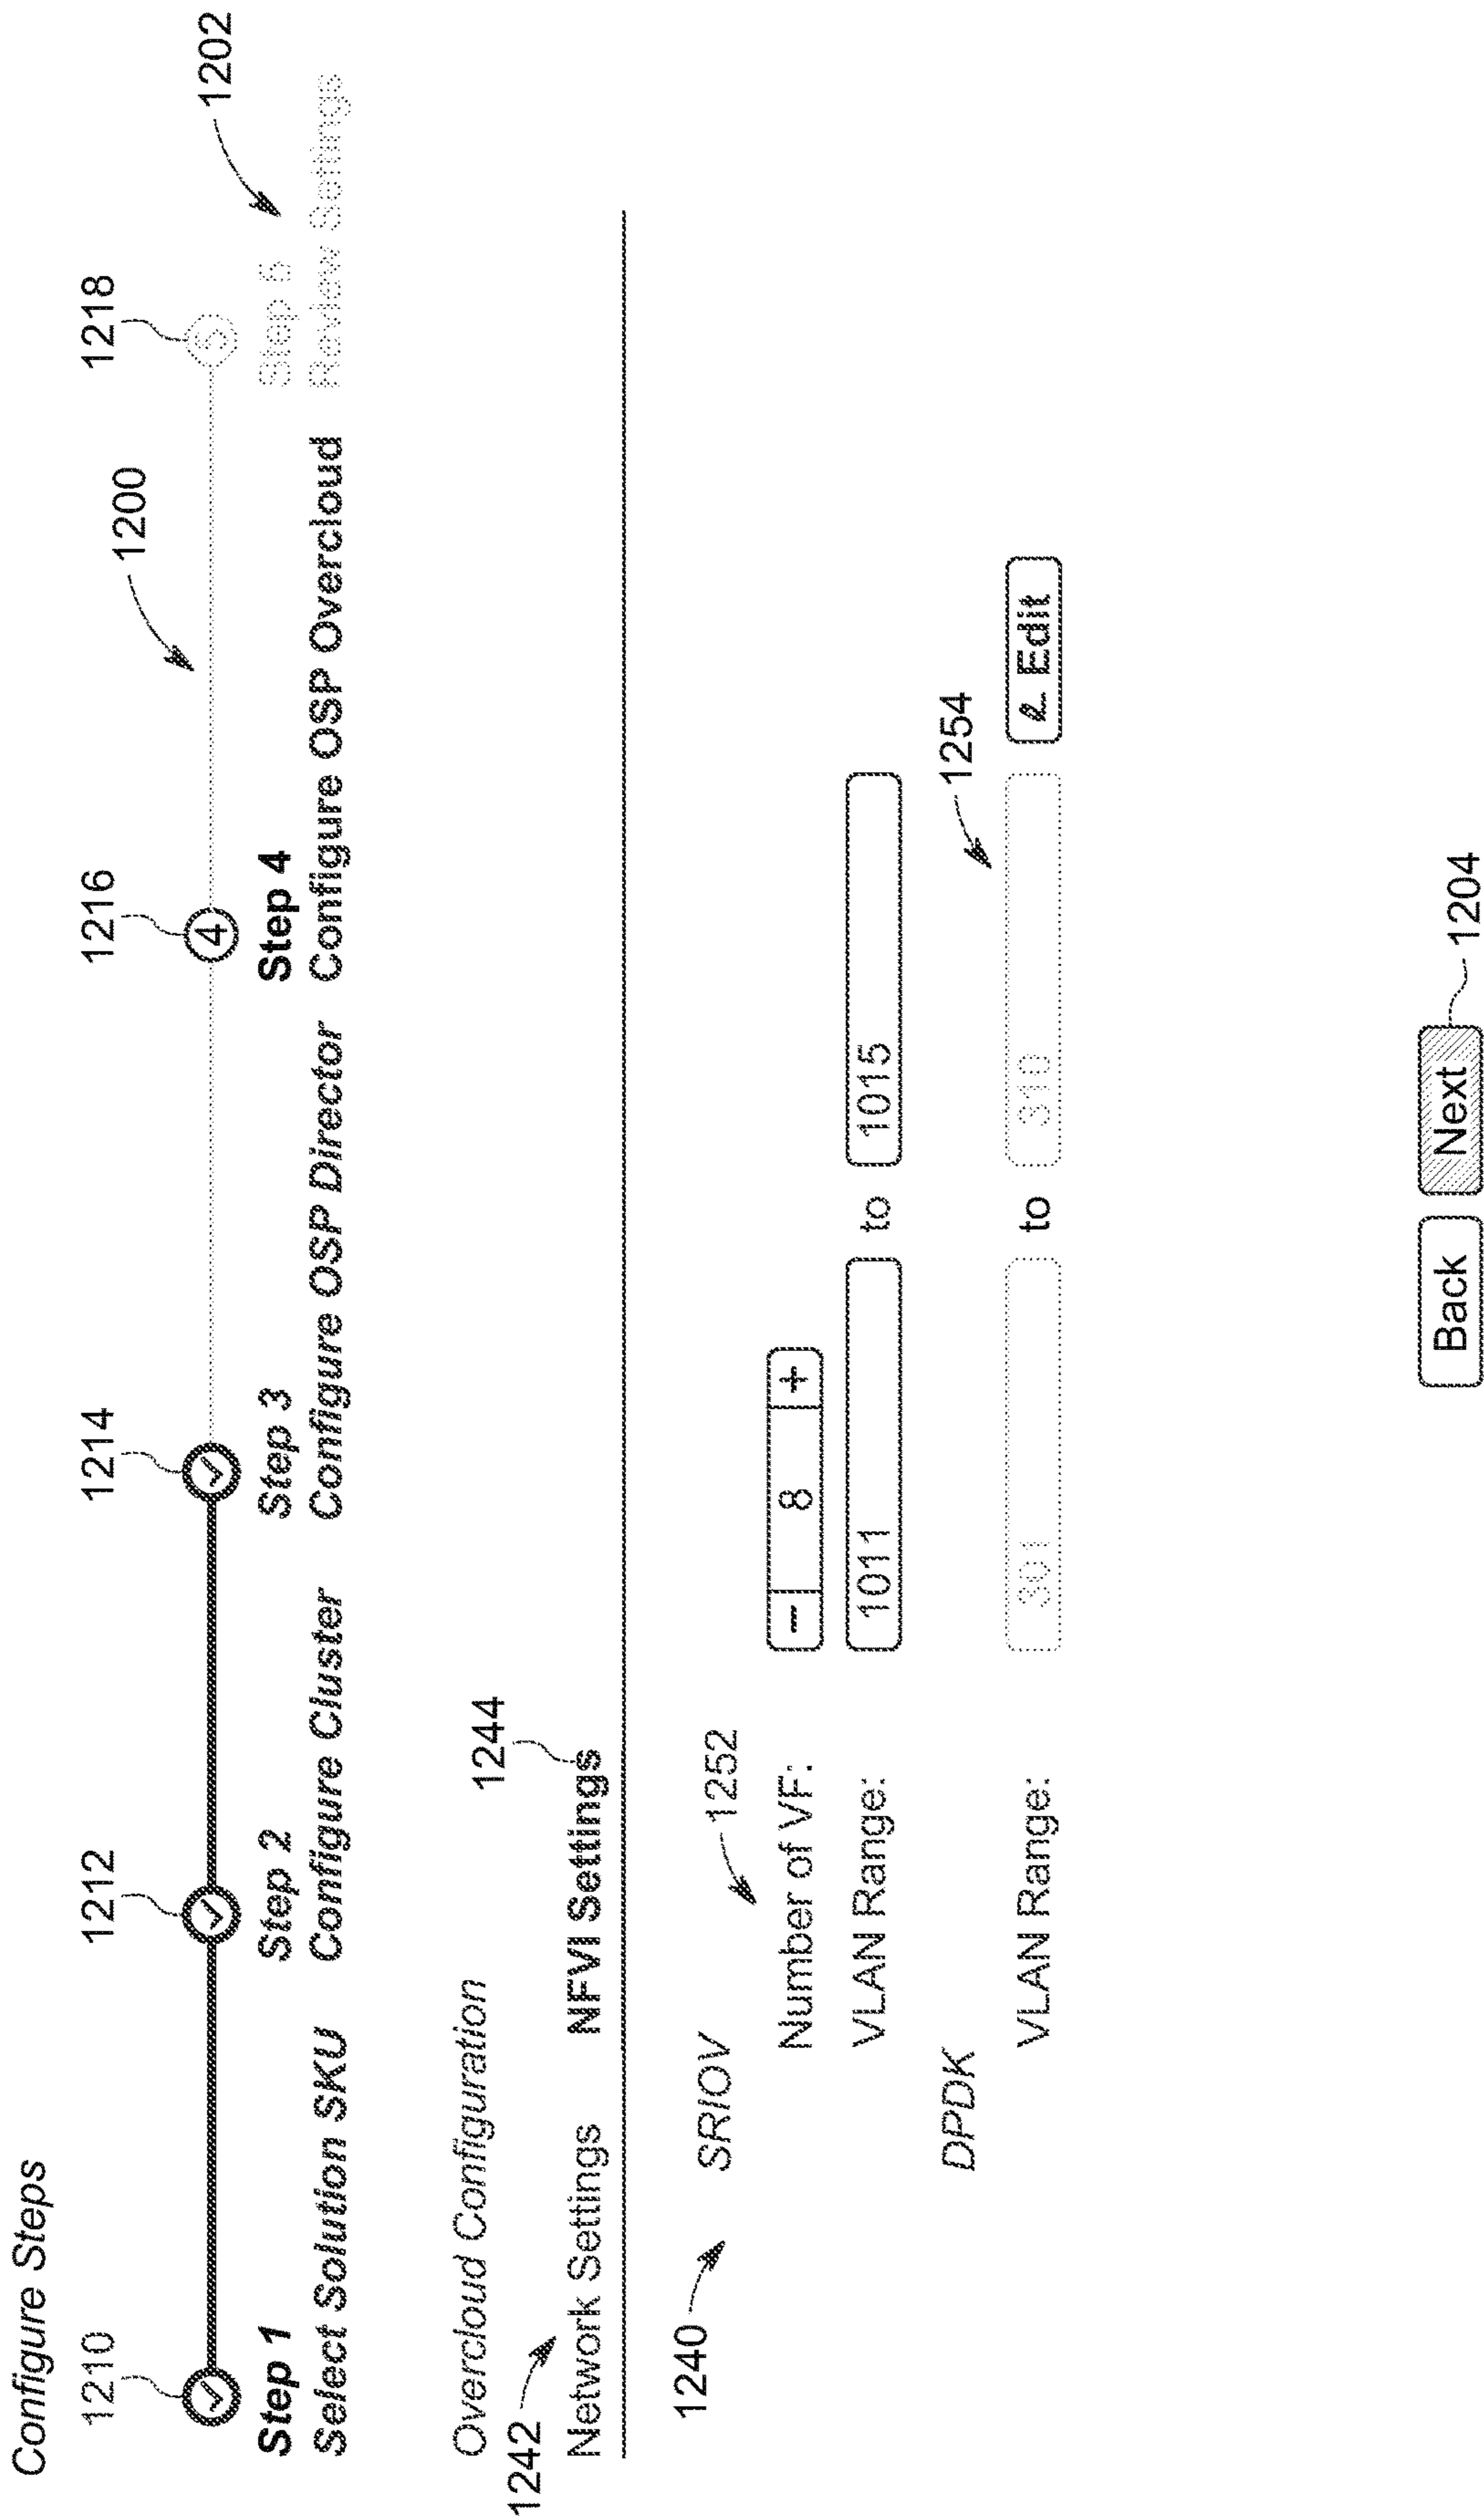 Configure Steps
1210 1212 1214 1216 1200 1218 1202
4 5
Step 1 Step 2 Step 3 Step 4 Step 5
Select Solution SKU Configure Cluster Configure OSP Director Configure OSP Overcloud Review Settings
Overcloud Configuration
1242 1244
Network Settings NFVI Settings
1240 SRIOV 1252
Number of VF: − 8 +
VLAN Range: 1011 to 1015
DPDK 1254
VLAN Range: 301 to 310 Edit
Back Next 1204